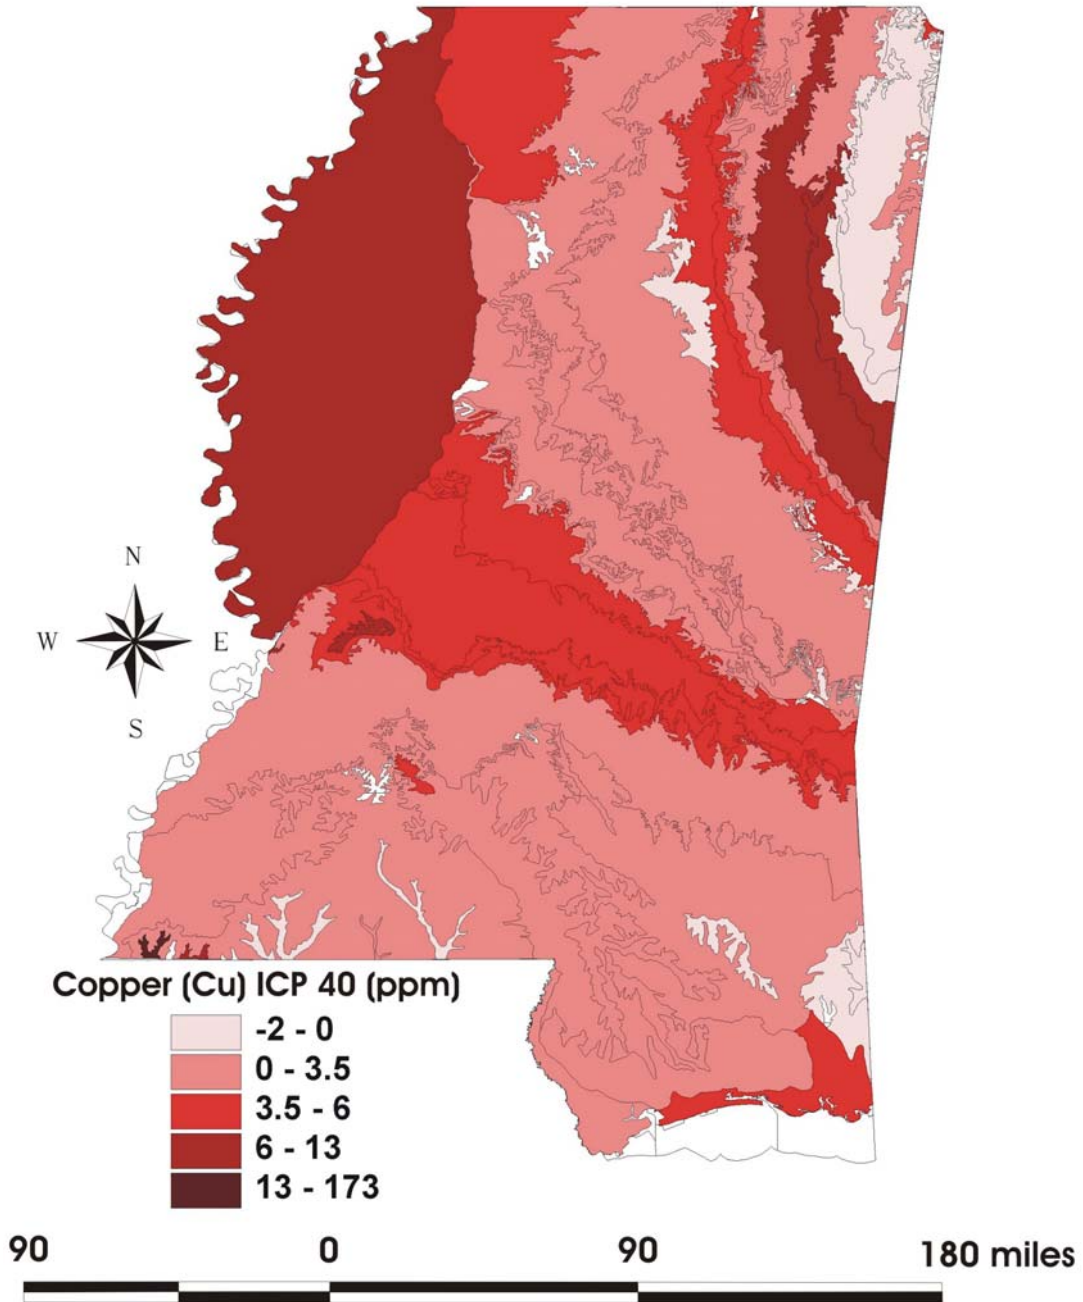 N
W E
S
Copper (Cu) ICP 40 (ppm)
-2 - 0
0 - 3.5
3.5 - 6
6 - 13
13 - 173
90 0 90 180 miles